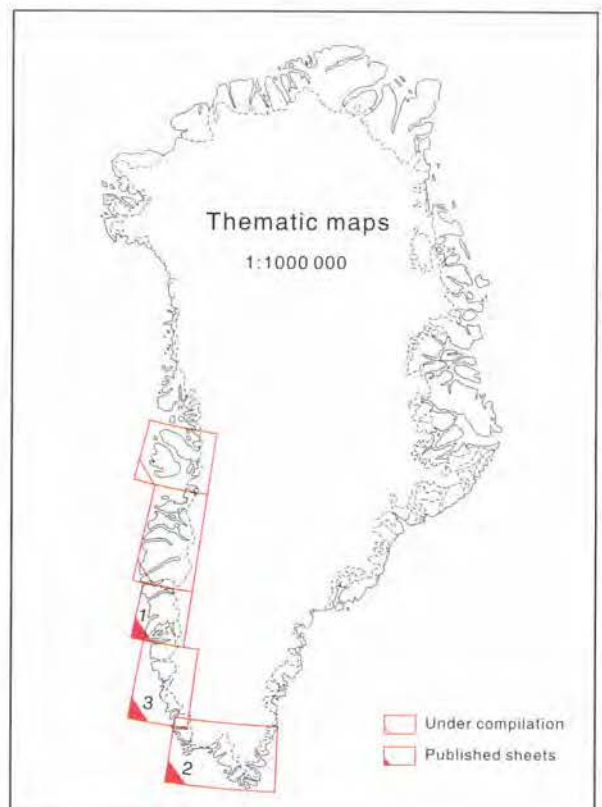 Thematic maps
1:1000 000
1
3
2
Under compilation
Published sheets